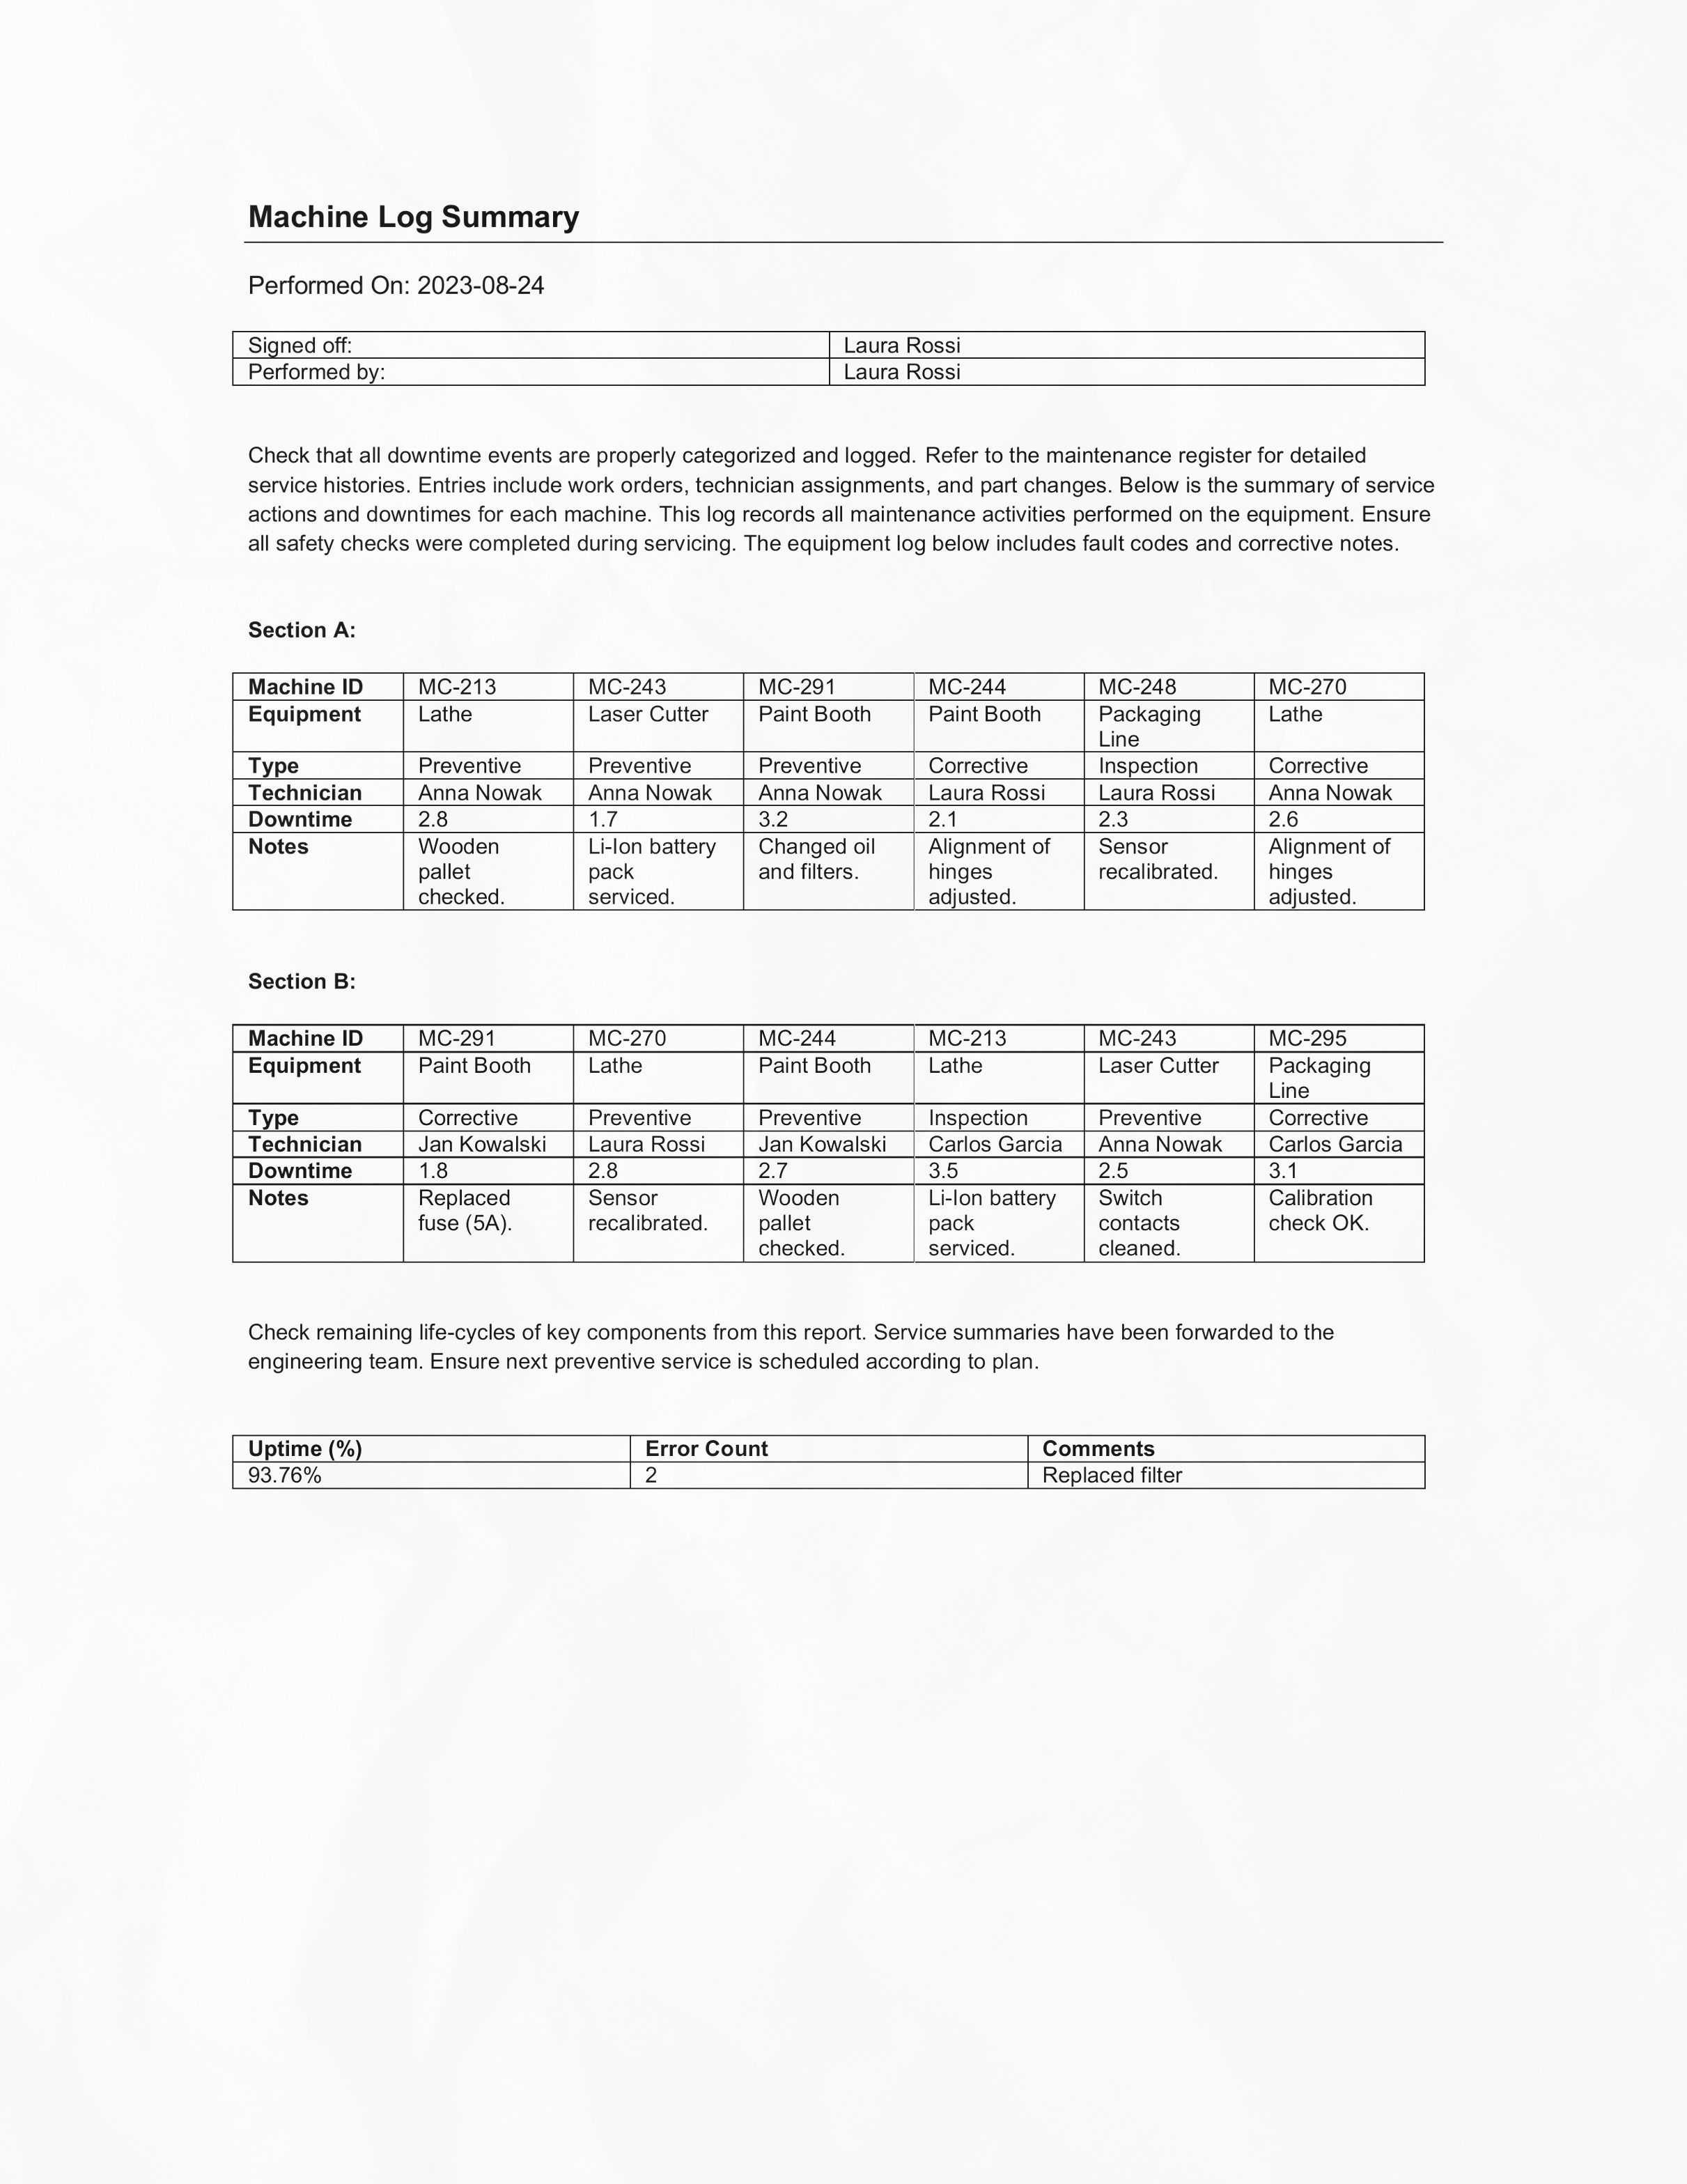 Machine Log Summary
Performed On: 2023-08-24
Signed off: Laura Rossi
Performed by: Laura Rossi
Check that all downtime events are properly categorized and logged. Refer to the maintenance register for detailed
service histories. Entries include work orders, technician assignments, and part changes. Below is the summary of service
actions and downtimes for each machine. This log records all maintenance activities performed on the equipment. Ensure
all safety checks were completed during servicing. The equipment log below includes fault codes and corrective notes.
Section A:
Machine ID MC-213 MC-243 MC-291 MC-244 MC-248 MC-270
Equipment Lathe Laser Cutter Paint Booth Paint Booth Packaging Lathe
Line
Type Preventive Preventive Preventive Corrective Inspection Corrective
Technician Anna Nowak Anna Nowak Anna Nowak Laura Rossi Laura Rossi Anna Nowak
Downtime 2.8 1.7 3.2 2.1 2.3 2.6
Notes Wooden Li-Ion battery Changed oil Alignment of Sensor Alignment of
pallet pack and filters. hinges recalibrated. hinges
checked. serviced. adjusted. adjusted.
Section B:
Machine ID MC-291 MC-270 MC-244 MC-213 MC-243 MC-295
Equipment Paint Booth Lathe Paint Booth Lathe Laser Cutter Packaging
Line
Type Corrective Preventive Preventive Inspection Preventive Corrective
Technician Jan Kowalski Laura Rossi Jan Kowalski Carlos Garcia Anna Nowak Carlos Garcia
Downtime 1.8 2.8 2.7 3.5 2.5 3.1
Notes Replaced Sensor Wooden Li-Ion battery Switch Calibration
fuse (5A). recalibrated. pallet pack contacts check OK.
checked. serviced. cleaned.
Check remaining life-cycles of key components from this report. Service summaries have been forwarded to the
engineering team. Ensure next preventive service is scheduled according to plan.
Uptime (%) Error Count Comments
93.76% 2 Replaced filter